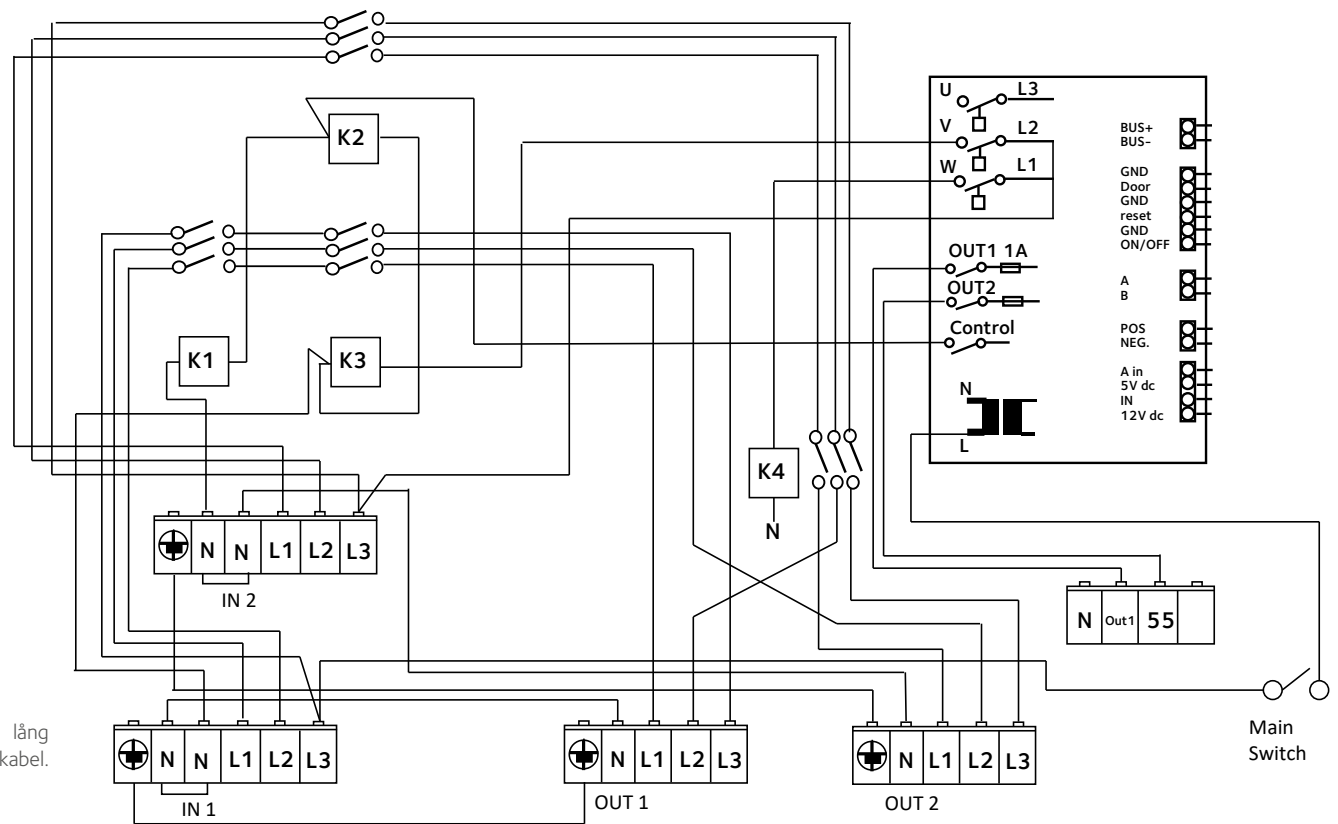 U L3
V L2
W L1
BUS+
BUS–
GND
Door
GND
reset
GND
ON/OFF
OUT1 1A
OUT2
Control
A
B
POS
NEG.
A in
5V dc
IN
12V dc
N
L
K2
K1
K3
K4
N
N N L1 L2 L3
IN 2
N Out1 55
lång
kabel.
N N L1 L2 L3
IN 1
N L1 L2 L3
OUT 1
N L1 L2 L3
OUT 2
Main
Switch